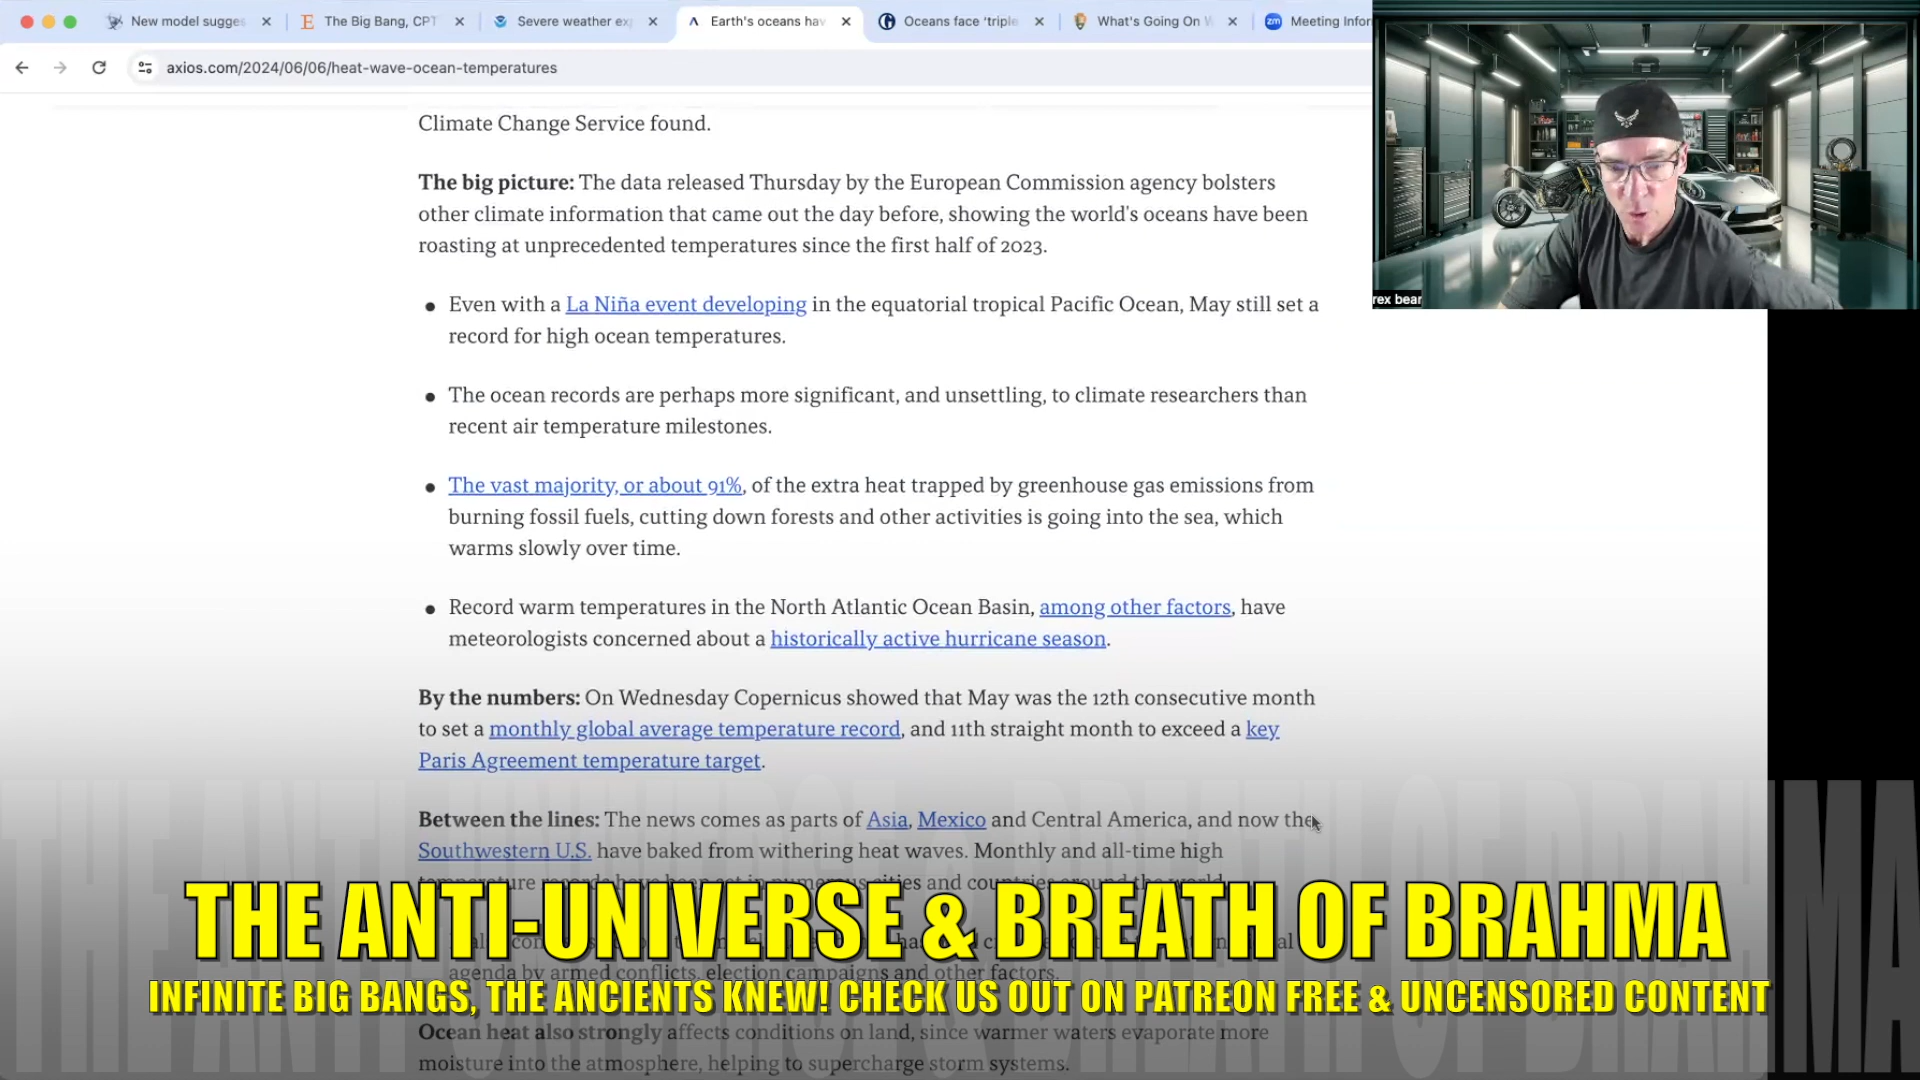 New model sugges
The Big Bang, CPT
Severe weather exp
Earth's oceans hav
Oceans face 'triple
What's Going On W
zm
Meeting Infor
axios.com/2024/06/06/heat-wave-ocean-temperatures
rex bear
Climate Change Service found.
The big picture: The data released Thursday by the European Commission agency bolsters
other climate information that came out the day before, showing the world's oceans have been
roasting at unprecedented temperatures since the first half of 2023.
Even with a La Niña event developing in the equatorial tropical Pacific Ocean, May still set a
record for high ocean temperatures.
The ocean records are perhaps more significant, and unsettling, to climate researchers than
recent air temperature milestones.
The vast majority, or about 91%, of the extra heat trapped by greenhouse gas emissions from
burning fossil fuels, cutting down forests and other activities is going into the sea, which
warms slowly over time.
Record warm temperatures in the North Atlantic Ocean Basin, among other factors, have
meteorologists concerned about a historically active hurricane season.
By the numbers: On Wednesday Copernicus showed that May was the 12th consecutive month
to set a monthly global average temperature record, and 11th straight month to exceed a key
Paris Agreement temperature target.
Between the lines: The news comes as parts of Asia, Mexico and Central America, and now the
Southwestern U.S. have baked from withering heat waves. Monthly and all-time high
and countries around the world.
THE ANTI-UNIVERSE & BREATH OF BRAHMA
agenda by armed conflicts, election campaigns and other factors.
INFINITE BIG BANGS, THE ANCIENTS KNEW! CHECK US OUT ON PATREON FREE & UNCENSORED CONTENT
Ocean heat also strongly affects conditions on land, since warmer waters evaporate more
moisture into the atmosphere, helping to supercharge storm systems.